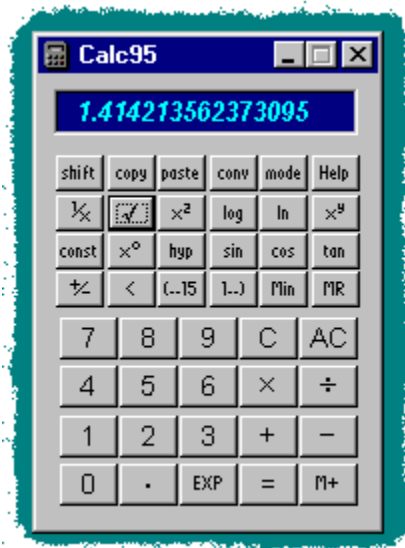 Calc95
1.414213562373095
shift copy paste conv mode Help
1/x √ x² log ln xʸ
const x° hyp sin cos tan
+/- < (..15 1..) Min MR
7 8 9 C AC
4 5 6 × ÷
1 2 3 + −
0 . EXP = M+